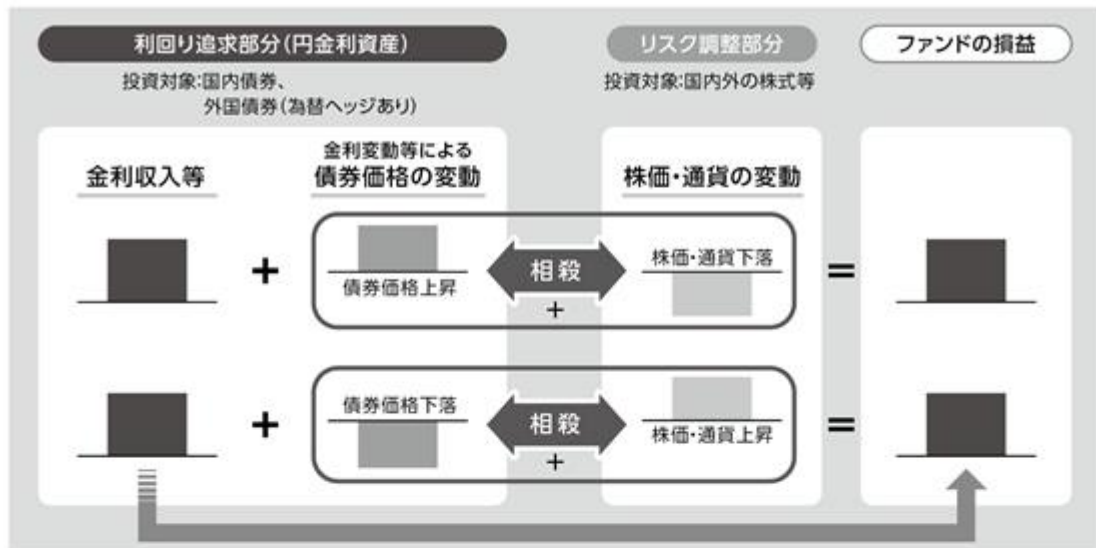 利回り追求部分(円金利資産)
投資対象:国内債券、
外国債券(為替ヘッジあり)
リスク調整部分
投資対象:国内外の株式等
ファンドの損益
金利収入等
金利変動等による
債券価格の変動
株価・通貨の変動
+
債券価格上昇
相殺
+
株価・通貨下落
=
+
債券価格下落
相殺
+
株価・通貨上昇
=